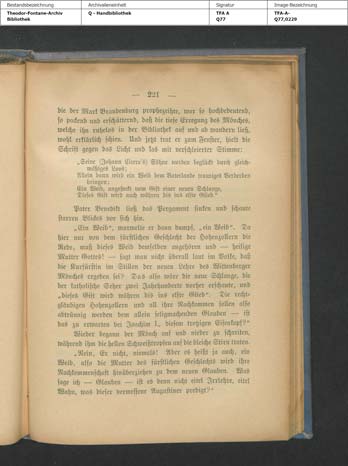 Bestandsbezeichnung
Archivalieneinheit
Signatur
Image-Bezeichnung
Theodor-Fontane-Archiv
Bibliothek
Q - Handbibliothek
TFA A
Q77
TFA-A-
Q77,0229
— 221 —
die der Mark Brandenburg prophezeihte, war so hochbedeutend,
so packend und erschütternd, daß die tiefe Erregung des Mönches,
welche ihn ruhelos in der Bibliothek auf und ab wandern ließ,
wohl erklärlich schien. Und jetzt trat er zum Fenster, hielt die
Schrift gegen das Licht und las mit verschleierter Stimme:
„Seine (Johann Cicero's) Söhne werden beglückt durch gleich-
mäßiges Loos;
Allein dann wird ein Weib dem Vaterlande trauriges Verderben
bringen;
Ein Weib, angesteckt vom Gift einer neuen Schlange,
Dieses Gift wird auch währen bis ins elfte Glied."
Pater Benedikt ließ das Pergament sinken und schaute
starren Blickes vor sich hin.
„Ein Weib", murmelte er dann dumpf, „ein Weib". Da
hier nur von dem fürstlichen Geschlecht der Hohenzollern die
Rede, muß dieses Weib demselben angehören und — heilige
Mutter Gottes! — sagt man nicht überall laut im Volke, daß
die Kurfürstin im Stillen der neuen Lehre des Wittenberger
Mönches ergeben sei? Das also wäre die neue Schlange, die
der katholische Seher zwei Jahrhunderte vorher erschaute, und
„dieses Gift wird währen bis ins elfte Glied". Die recht-
gläubigen Hohenzollern und all ihre Nachkommen sollen also
abtrünnig werden dem allein seligmachenden Glauben — ist
das zu erwarten bei Joachim I., diesem trotzigen Eisenkopf?"
Wieder begann der Mönch auf und nieder zu schreiten,
während ihm die hellen Schweißtropfen auf die bleiche Stirn traten.
„Nein, Er nicht, niemals! Aber es heißt ja auch, ein
Weib, also die Mutter des fürstlichen Geschlechts wird ihre
Nachkommenschaft hinüberziehen zu dem neuen Glauben. Was
sage ich — Glauben — ist es denn nicht eitel Irrlehre, eitel
Wahn, was dieser verwessene Augustiner predigt?"